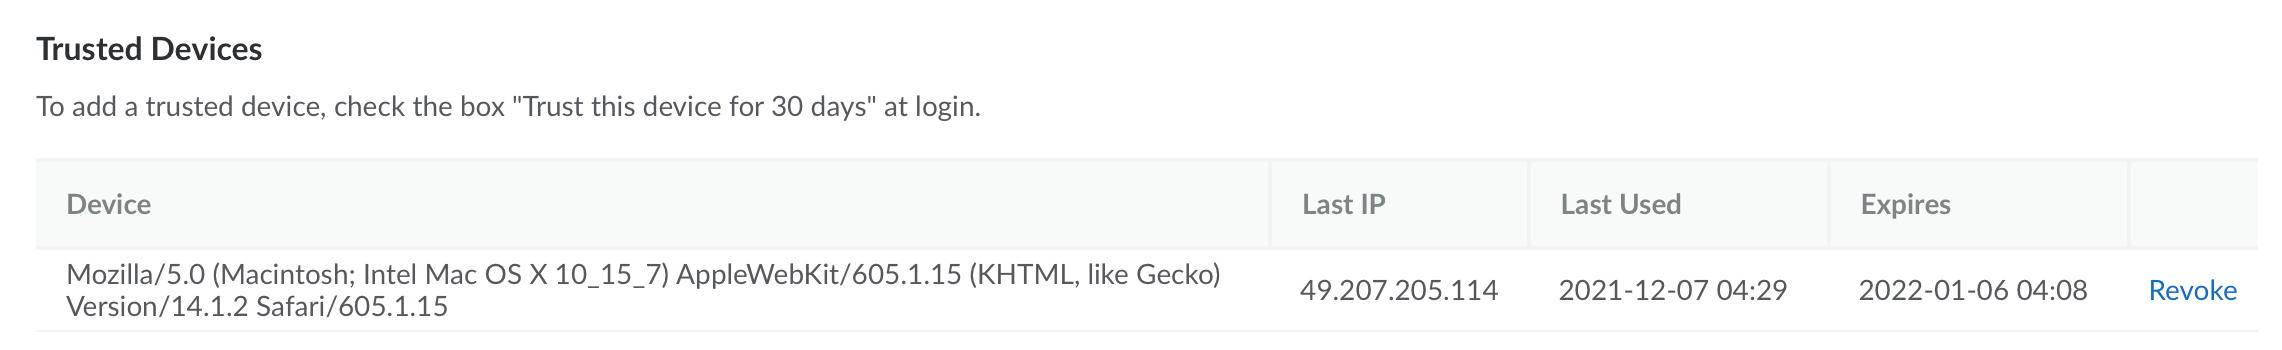 Trusted Devices
To add a trusted device, check the box "Trust this device for 30 days" at login.
Device Last IP Last Used Expires
Mozilla/5.0 (Macintosh; Intel Mac OS X 10_15_7) AppleWebKit/605.1.15 (KHTML, like Gecko)
Version/14.1.2 Safari/605.1.15
49.207.205.114 2021-12-07 04:29 2022-01-06 04:08 Revoke